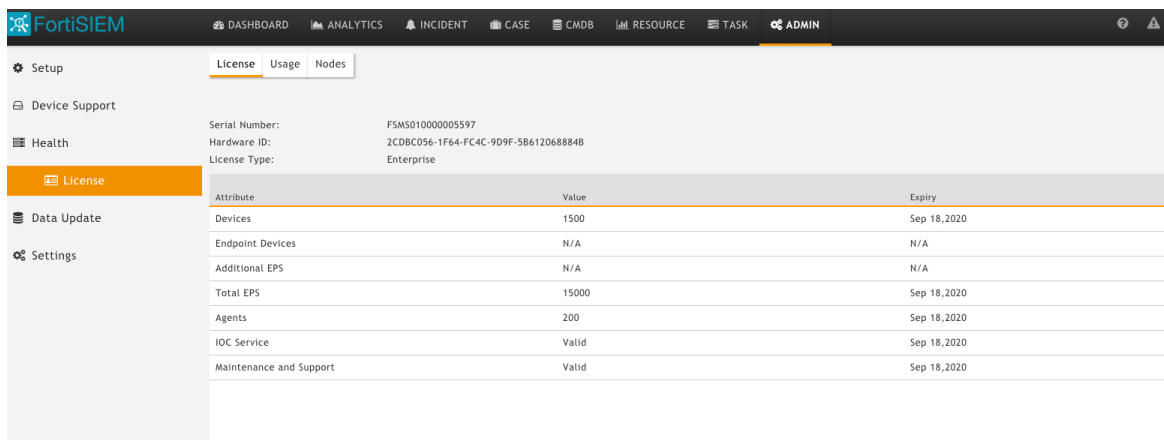 FortiSIEM DASHBOARD ANALYTICS INCIDENT CASE CMDB RESOURCE TASK ADMIN
Setup
Device Support
Health
License
Data Update
Settings
License Usage Nodes
Serial Number: FSMS010000005597
Hardware ID: 2CDBC056-1F64-FC4C-9D9F-5B612068884B
License Type: Enterprise
Attribute Value Expiry
Devices 1500 Sep 18,2020
Endpoint Devices N/A N/A
Additional EPS N/A N/A
Total EPS 15000 Sep 18,2020
Agents 200 Sep 18,2020
IOC Service Valid Sep 18,2020
Maintenance and Support Valid Sep 18,2020